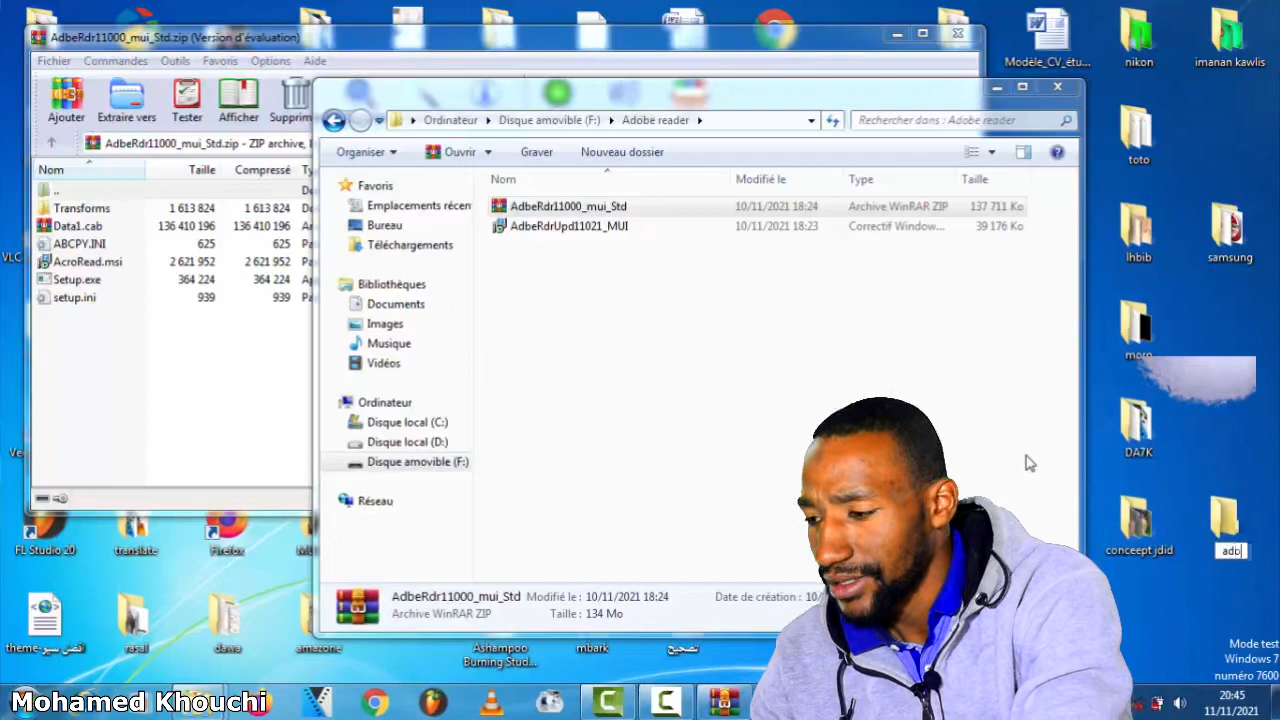 AdbeRdr11000_mui_Std.zip (Version d'évaluation)
Fichier Commandes Outils Favoris Options Aide
Ajouter Extraire vers Tester Afficher
AdbeRdr11000_mui_Std.zip - ZIP archive,
Nom Taille Compressé
..
Transforms 1 613 824 1 613 824
Data1.cab 136 410 196 136 410 196
ABCPY.INI 625 625
AcroRead.msi 2 621 952 2 621 952
Setup.exe 364 224 364 224
setup.ini 939 939
Ordinateur Disque amovible (F:) Adobe reader
Rechercher dans : Adobe reader
Organiser Ouvrir Graver Nouveau dossier
Favoris
Emplacements récen
Bureau
Téléchargements
Bibliothèques
Documents
Images
Musique
Vidéos
Ordinateur
Disque local (C:)
Disque local (D:)
Disque amovible (F:)
Réseau
Nom Modifié le Type Taille
AdbeRdr11000_mui_Std 10/11/2021 18:24 Archive WinRAR ZIP 137 711 Ko
AdbeRdrUpd11021_MUI 10/11/2021 18:23 Correctif Window... 39 176 Ko
AdbeRdr11000_mui_Std Modifié le : 10/11/2021 18:24 Date de création : 10/
Archive WinRAR ZIP Taille : 134 Mo
Modèle_CV_étu...
nikon
imanan kawlis
toto
lhbib
samsung
moro
DA7K
conceept jdid
adb
VLC
FL Studio 20
translate
Firefox
rasal
dawa
amazone
Ashampoo
Burning Stud...
mbark
تصحيح
Mode test
Windows 7
numéro 7600
20:45
11/11/2021
Mohamed Khouchi